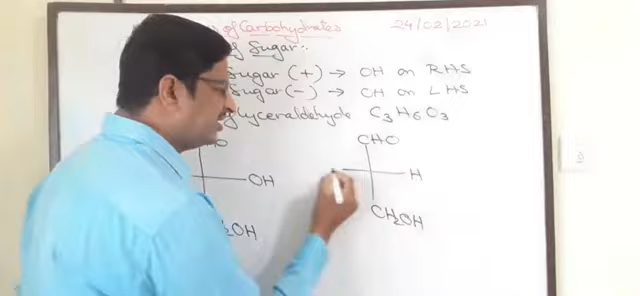 of Carbohydrates 24/02/2021
of Sugar:-
Sugar (+) → OH on RHS
Sugar (-) → OH on LHS
glyceraldehyde C3H6O3
CHO
OH H
OH CH2OH